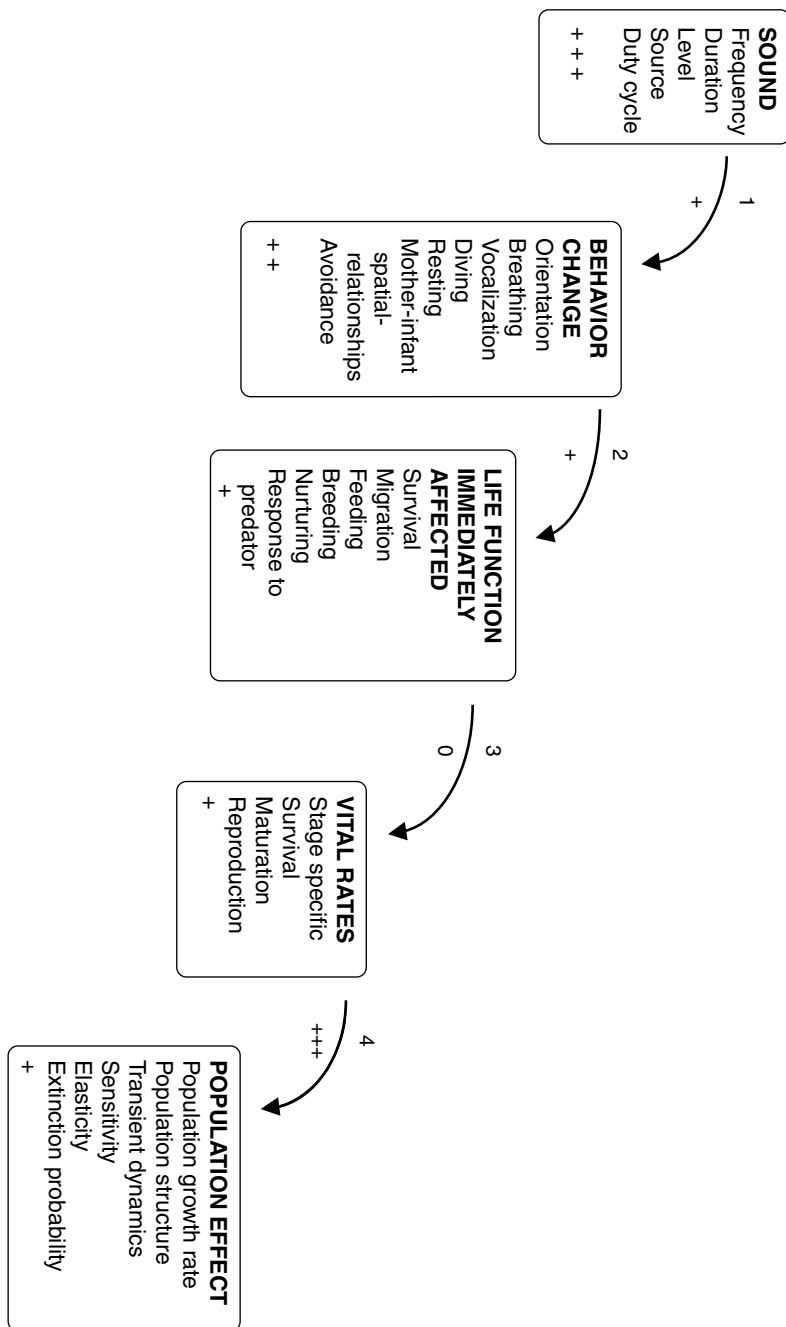 SOUND
Frequency
Duration
Level
Source
Duty cycle
+ + +
1
+
BEHAVIOR
CHANGE
Orientation
Breathing
Vocalization
Diving
Resting
Mother-infant
spatial-
relationships
Avoidance
+ +
2
+
LIFE FUNCTION
IMMEDIATELY
AFFECTED
Survival
Migration
Feeding
Breeding
Nurturing
Response to
predator
+
3
0
VITAL RATES
Stage specific
Survival
Maturation
Reproduction
+
4
+++
POPULATION EFFECT
Population growth rate
Population structure
Transient dynamics
Sensitivity
Elasticity
Extinction probability
+